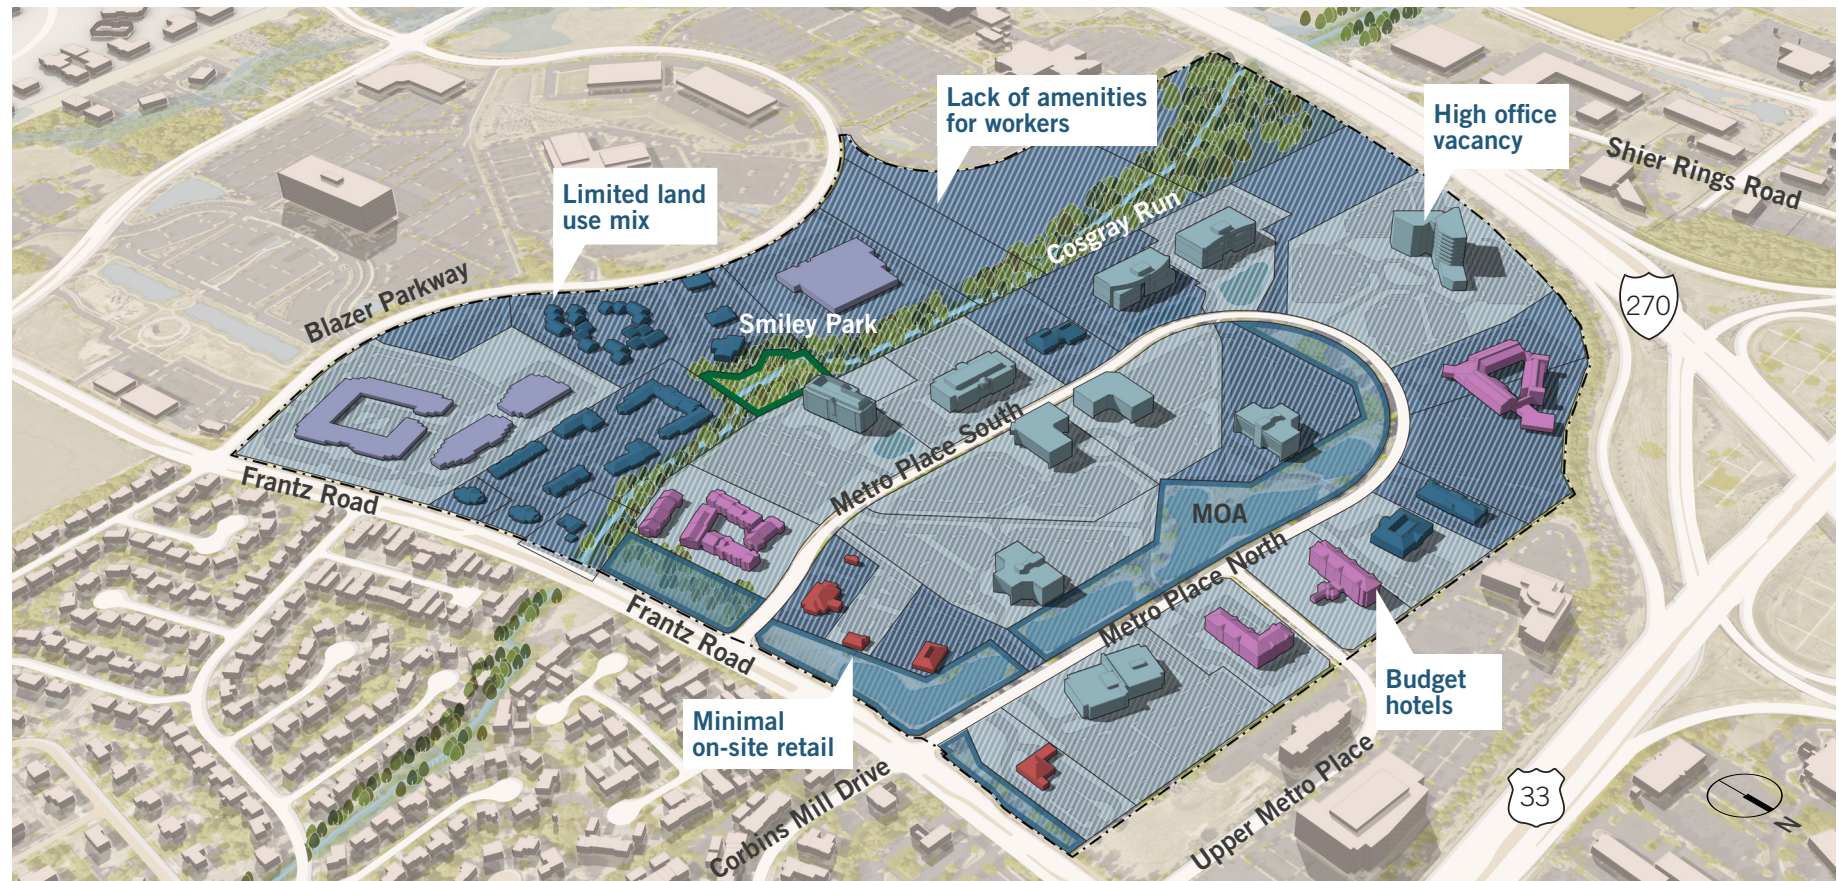 Lack of amenities
for workers
High office
vacancy
Shier Rings Road
Limited land
use mix
Cosgray Run
Blazer Parkway
270
Smiley Park
Metro Place South
Frantz Road
MOA
Metro Place North
Frantz Road
Budget
hotels
Minimal
on-site retail
Corbins Mill Drive
Upper Metro Place
33
N